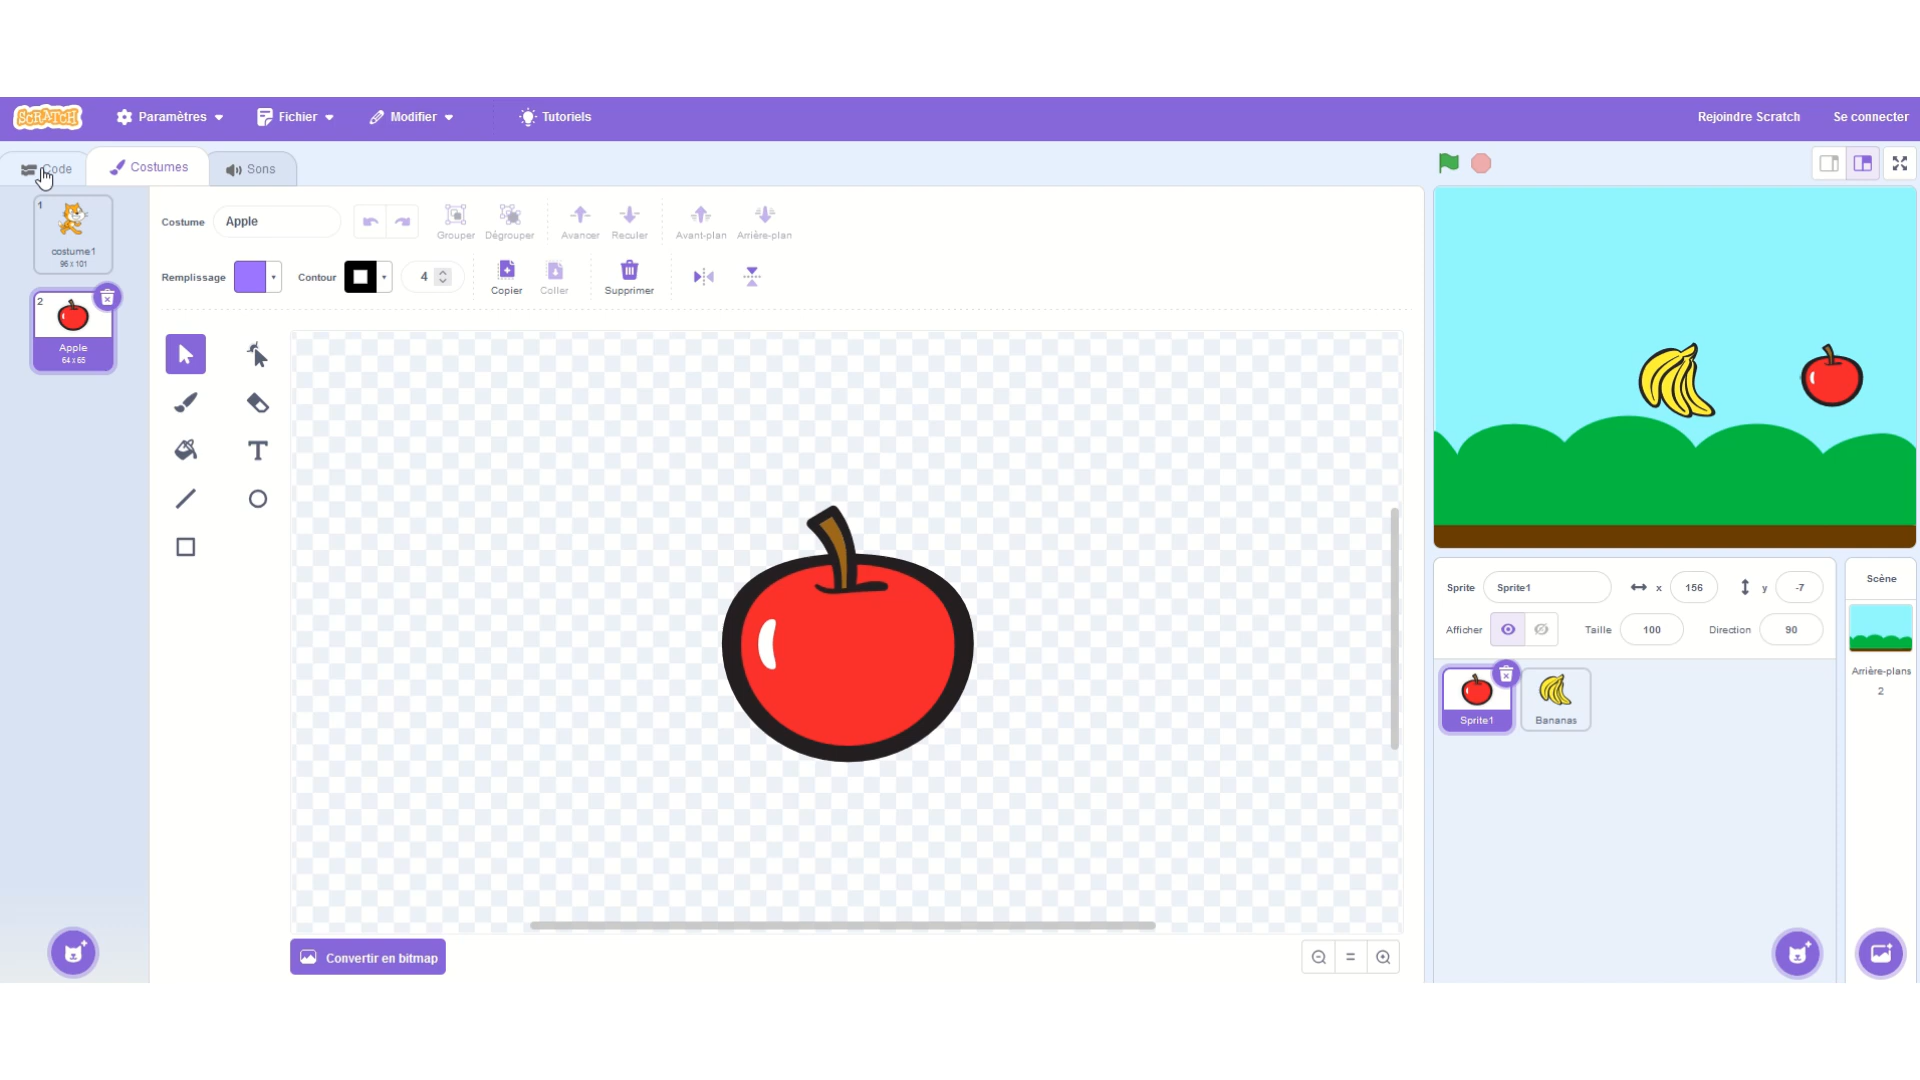 SCRATCH Paramètres Fichier Modifier Tutoriels Rejoindre Scratch Se connecter
Code Costumes Sons
1
costume1
96 x 101
2
Apple
64 x 65
Costume Apple Grouper Dégrouper Avancer Reculer Avant-plan Arrière-plan
Remplissage Contour 4 Copier Coller Supprimer
Convertir en bitmap
Sprite Sprite1 x 156 y -7
Afficher Taille 100 Direction 90
Sprite1 Bananas
Scène
Arrière-plans
2